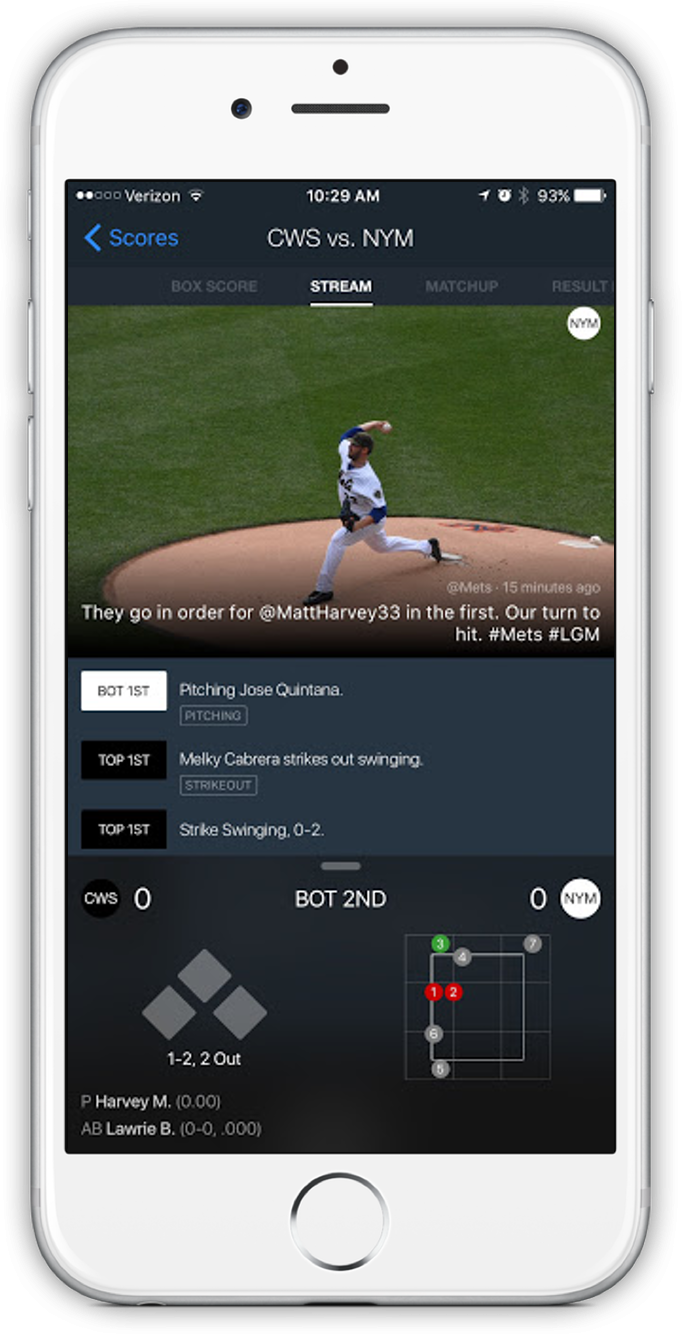 Verizon 10:29 AM 93%
Scores CWS vs. NYM
BOX SCORE STREAM MATCHUP RESULT
NYM
@Mets · 15 minutes ago
They go in order for @MattHarvey33 in the first. Our turn to
hit. #Mets #LGM
BOT 1ST Pitching Jose Quintana.
PITCHING
TOP 1ST Melky Cabrera strikes out swinging.
STRIKEOUT
TOP 1ST Strike Swinging, 0-2.
CWS 0 BOT 2ND 0 NYM
3 7
4
1 2
6
5
1-2, 2 Out
P Harvey M. (0.00)
AB Lawrie B. (0-0, .000)